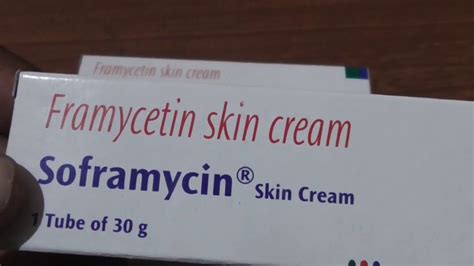 Framycetin skin cream
Framycetin skin cream
Soframycin® Skin Cream
1 Tube of 30 g